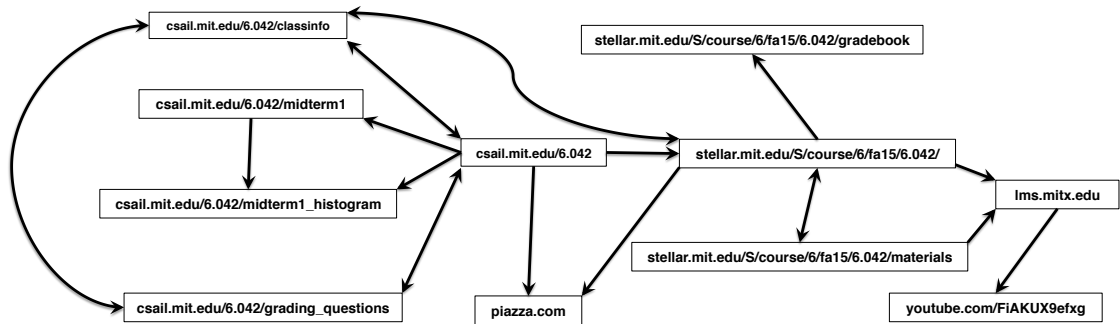 csail.mit.edu/6.042/classinfo
stellar.mit.edu/S/course/6/fa15/6.042/gradebook
csail.mit.edu/6.042/midterm1
csail.mit.edu/6.042
stellar.mit.edu/S/course/6/fa15/6.042/
lms.mitx.edu
csail.mit.edu/6.042/midterm1_histogram
stellar.mit.edu/S/course/6/fa15/6.042/materials
csail.mit.edu/6.042/grading_questions
piazza.com
youtube.com/FiAKUX9efxg